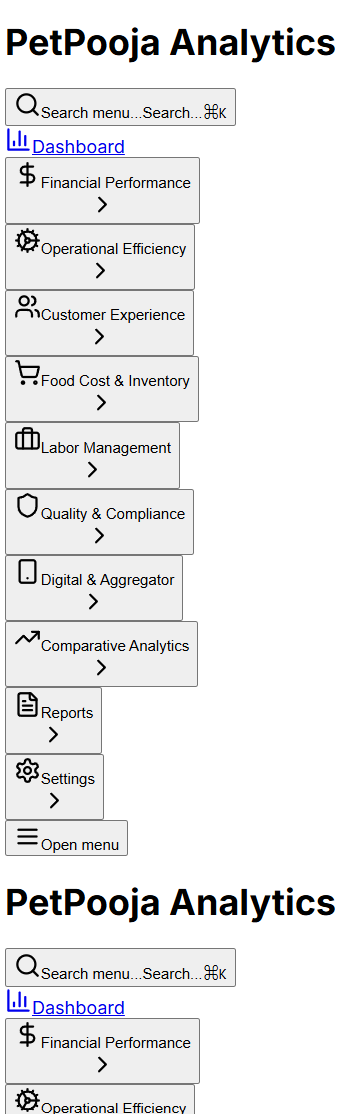 PetPooja Analytics
Search menu...Search...⌘K
Dashboard
Financial Performance
Operational Efficiency
Customer Experience
Food Cost & Inventory
Labor Management
Quality & Compliance
Digital & Aggregator
Comparative Analytics
Reports
Settings
Open menu
PetPooja Analytics
Search menu...Search...⌘K
Dashboard
Financial Performance
Operational Efficiency